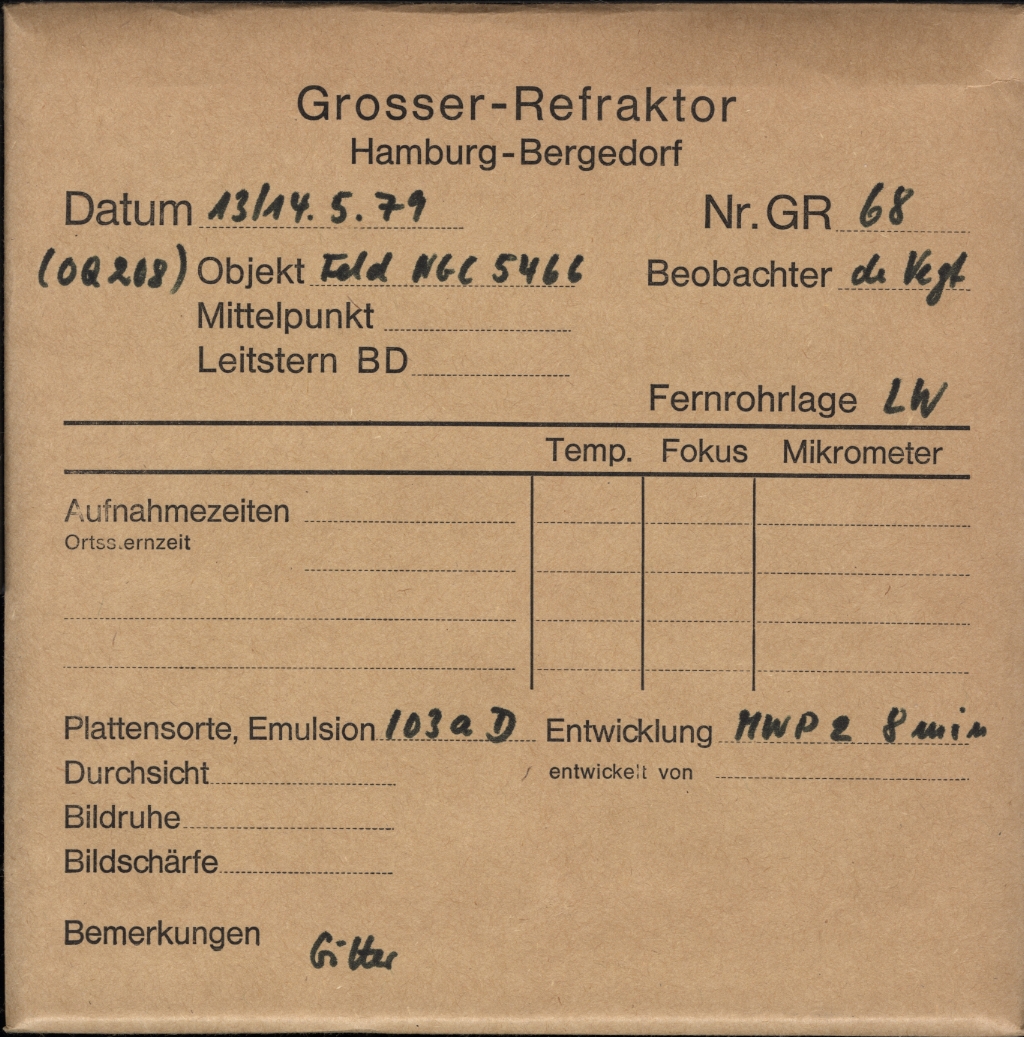 Grosser-Refraktor
Hamburg-Bergedorf
Datum 13/14. 5. 79 Nr. GR 68
(OQ208) Objekt Feld NGC 5466 Beobachter de Vegt
Mittelpunkt
Leitstern BD
Fernrohrlage LW
Temp. Fokus Mikrometer
Aufnahmezeiten
Ortssternzeit
Plattensorte, Emulsion 103a D Entwicklung MWP 2 8 min
Durchsicht entwickelt von
Bildruhe
Bildschärfe
Bemerkungen Gitter